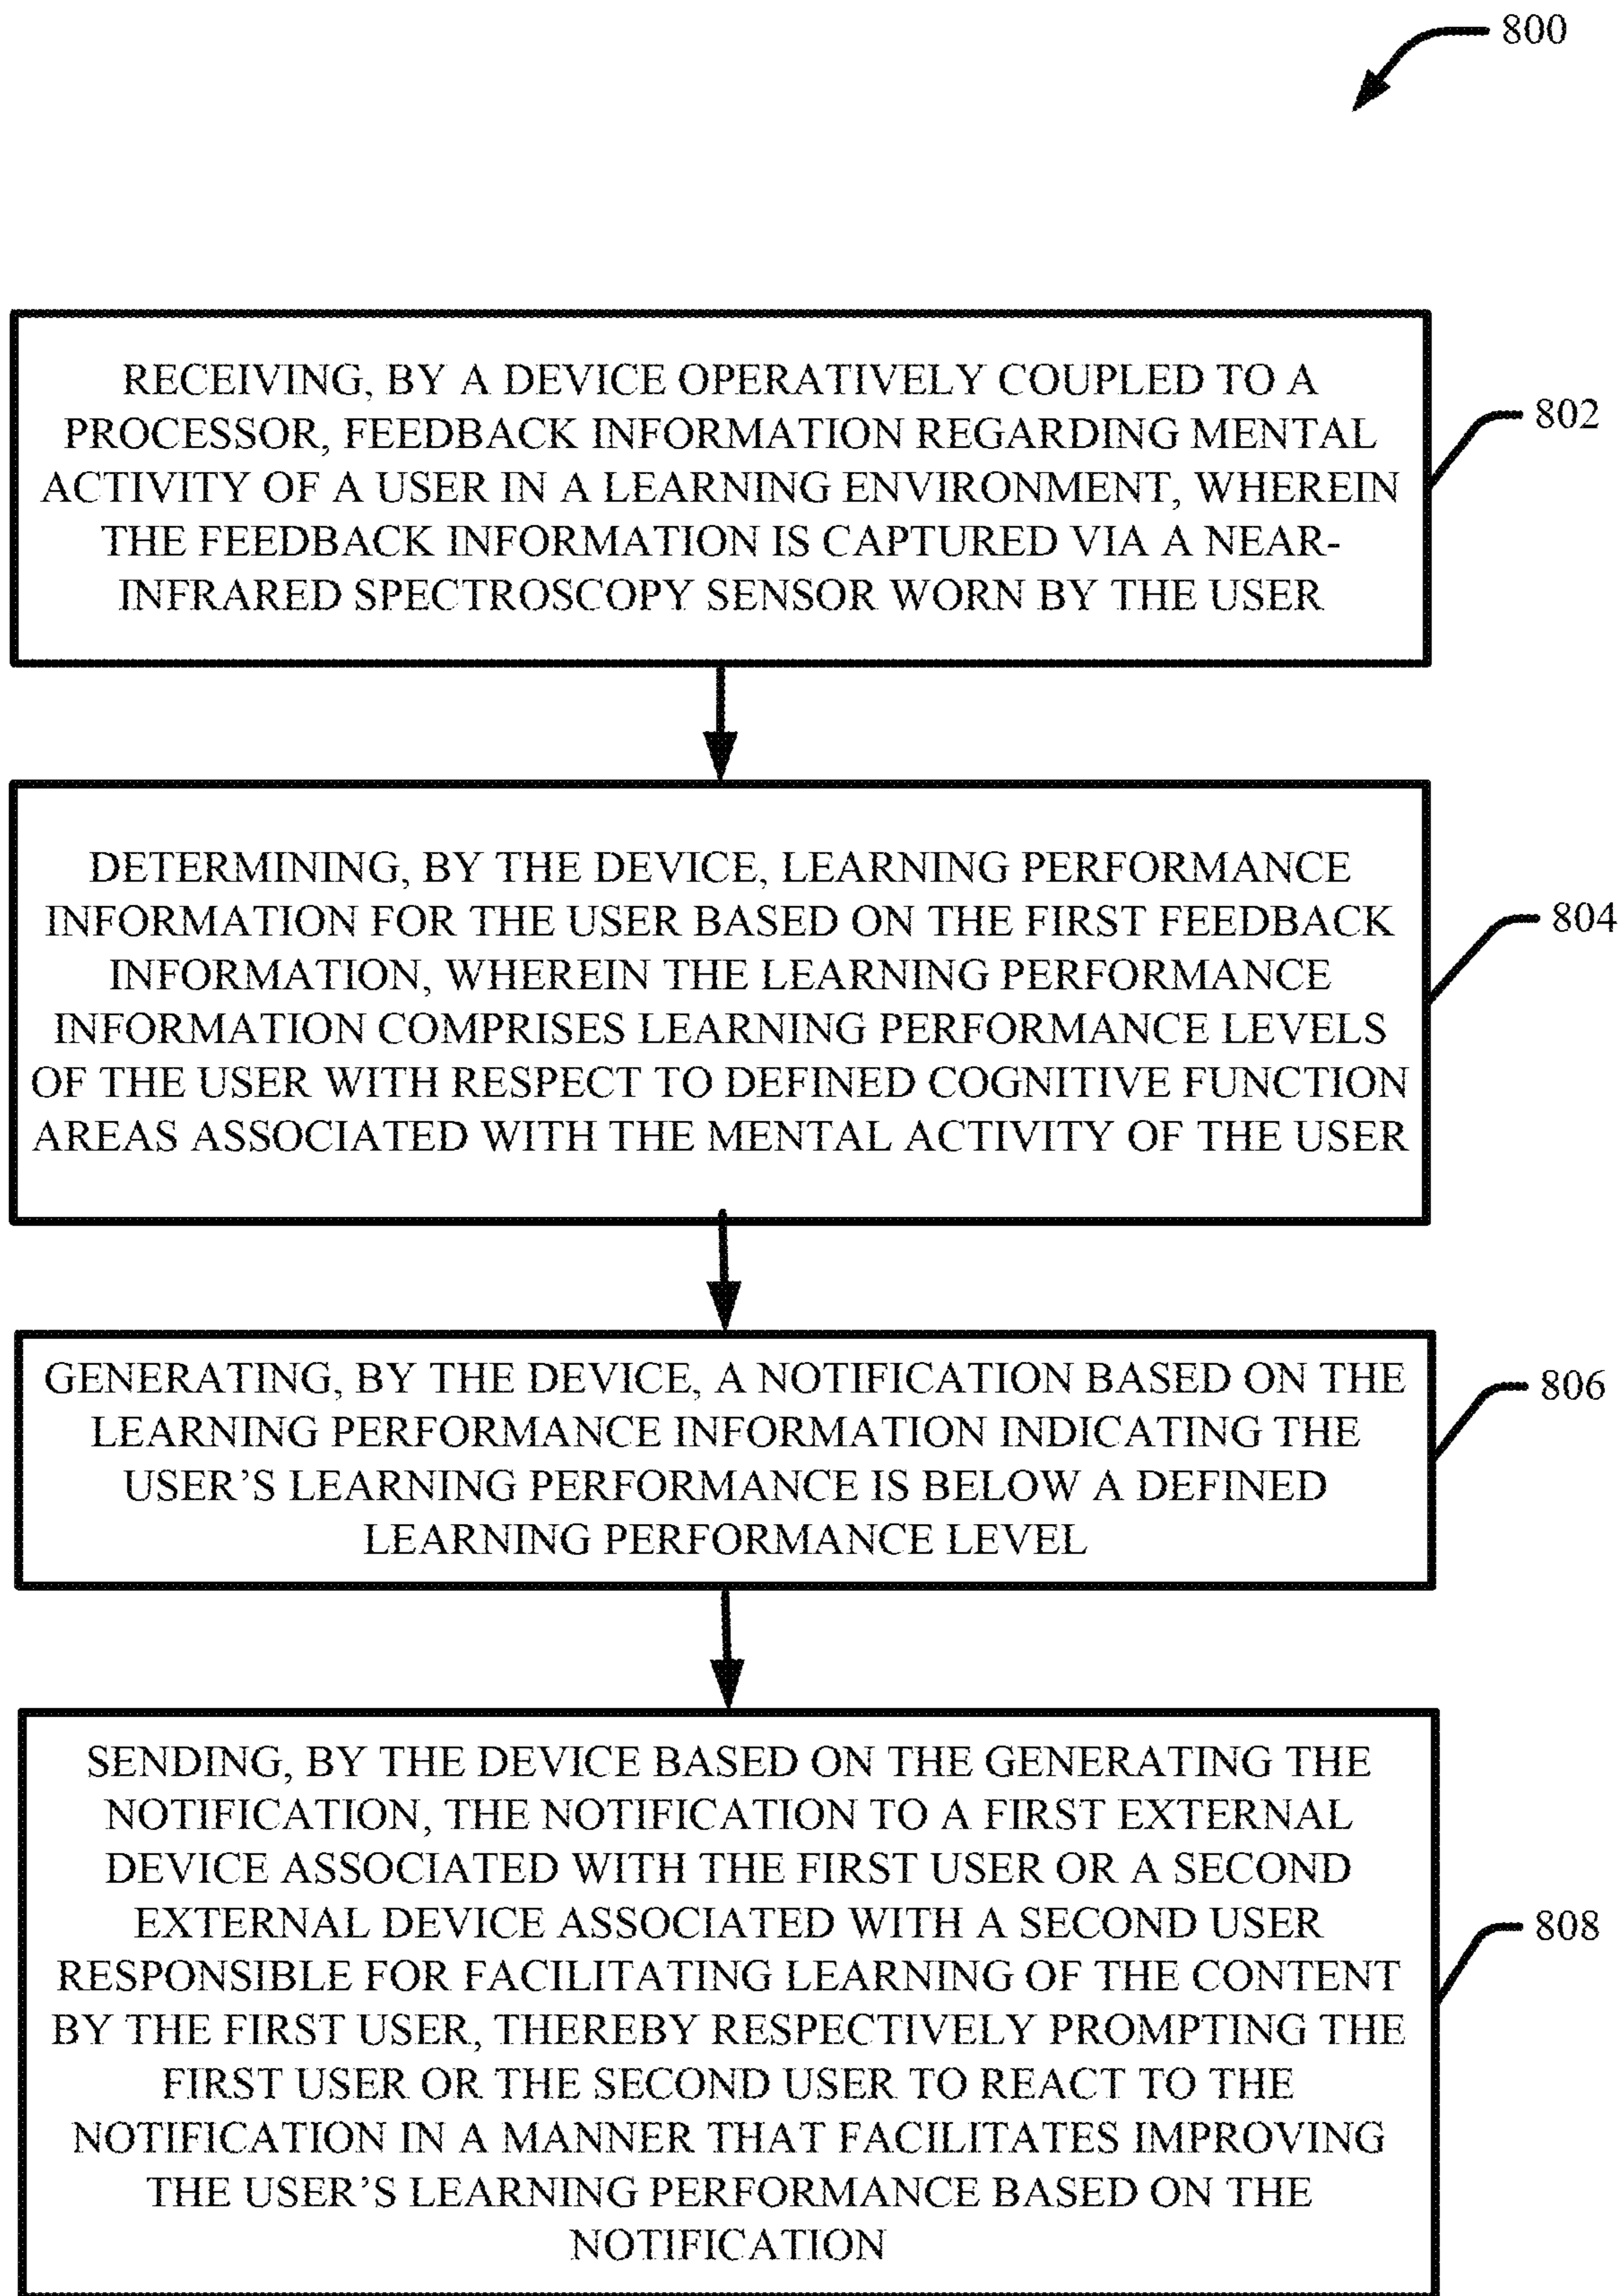 800
RECEIVING, BY A DEVICE OPERATIVELY COUPLED TO A
PROCESSOR, FEEDBACK INFORMATION REGARDING MENTAL
ACTIVITY OF A USER IN A LEARNING ENVIRONMENT, WHEREIN
THE FEEDBACK INFORMATION IS CAPTURED VIA A NEAR-
INFRARED SPECTROSCOPY SENSOR WORN BY THE USER
802
DETERMINING, BY THE DEVICE, LEARNING PERFORMANCE
INFORMATION FOR THE USER BASED ON THE FIRST FEEDBACK
INFORMATION, WHEREIN THE LEARNING PERFORMANCE
INFORMATION COMPRISES LEARNING PERFORMANCE LEVELS
OF THE USER WITH RESPECT TO DEFINED COGNITIVE FUNCTION
AREAS ASSOCIATED WITH THE MENTAL ACTIVITY OF THE USER
804
GENERATING, BY THE DEVICE, A NOTIFICATION BASED ON THE
LEARNING PERFORMANCE INFORMATION INDICATING THE
USER'S LEARNING PERFORMANCE IS BELOW A DEFINED
LEARNING PERFORMANCE LEVEL
806
SENDING, BY THE DEVICE BASED ON THE GENERATING THE
NOTIFICATION, THE NOTIFICATION TO A FIRST EXTERNAL
DEVICE ASSOCIATED WITH THE FIRST USER OR A SECOND
EXTERNAL DEVICE ASSOCIATED WITH A SECOND USER
RESPONSIBLE FOR FACILITATING LEARNING OF THE CONTENT
BY THE FIRST USER, THEREBY RESPECTIVELY PROMPTING THE
FIRST USER OR THE SECOND USER TO REACT TO THE
NOTIFICATION IN A MANNER THAT FACILITATES IMPROVING
THE USER'S LEARNING PERFORMANCE BASED ON THE
NOTIFICATION
808